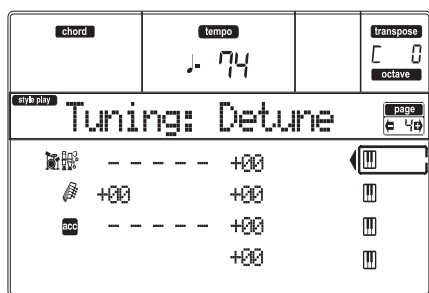 chord tempo transpose
♩. 74 C 0
octave
style play Tuning: Detune page
4
- - - - - +00
+00 +00
acc - - - - - +00
+00